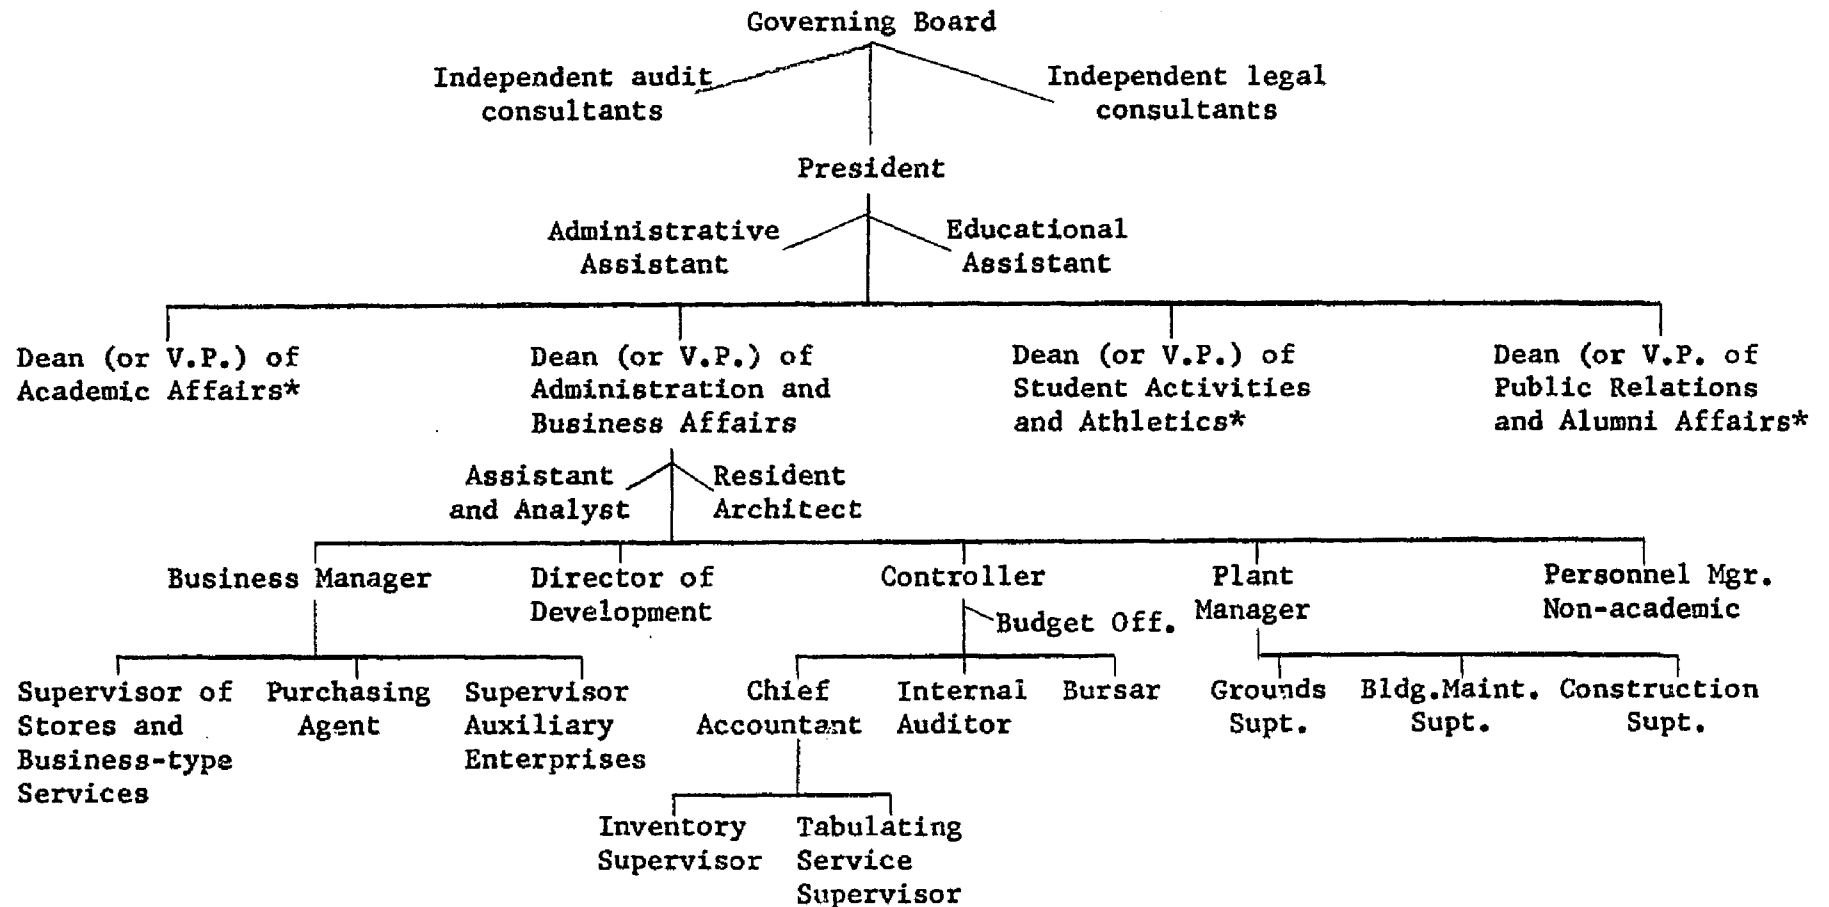 Governing Board
Independent audit
consultants
Independent legal
consultants
President
Administrative
Assistant
Educational
Assistant
Dean (or V.P.) of
Academic Affairs*
Dean (or V.P.) of
Administration and
Business Affairs
Dean (or V.P.) of
Student Activities
and Athletics*
Dean (or V.P. of
Public Relations
and Alumni Affairs*
Assistant
and Analyst
Resident
Architect
Business Manager
Director of
Development
Controller
Budget Off.
Plant
Manager
Personnel Mgr.
Non-academic
Supervisor of
Stores and
Business-type
Services
Purchasing
Agent
Supervisor
Auxiliary
Enterprises
Chief
Accountant
Internal
Auditor
Bursar
Grounds
Supt.
Bldg.Maint.
Supt.
Construction
Supt.
Inventory
Supervisor
Tabulating
Service
Supervisor